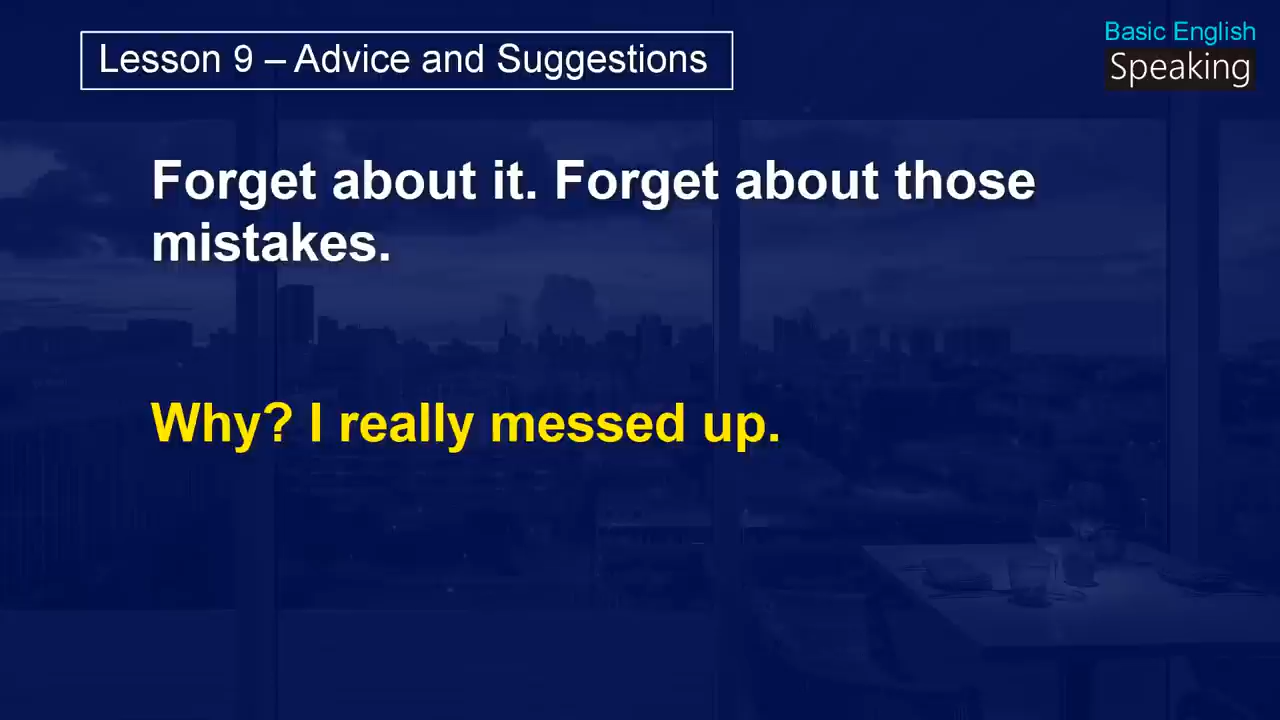 Lesson 9 – Advice and Suggestions
Basic English
Speaking
Forget about it. Forget about those
mistakes.
Why? I really messed up.